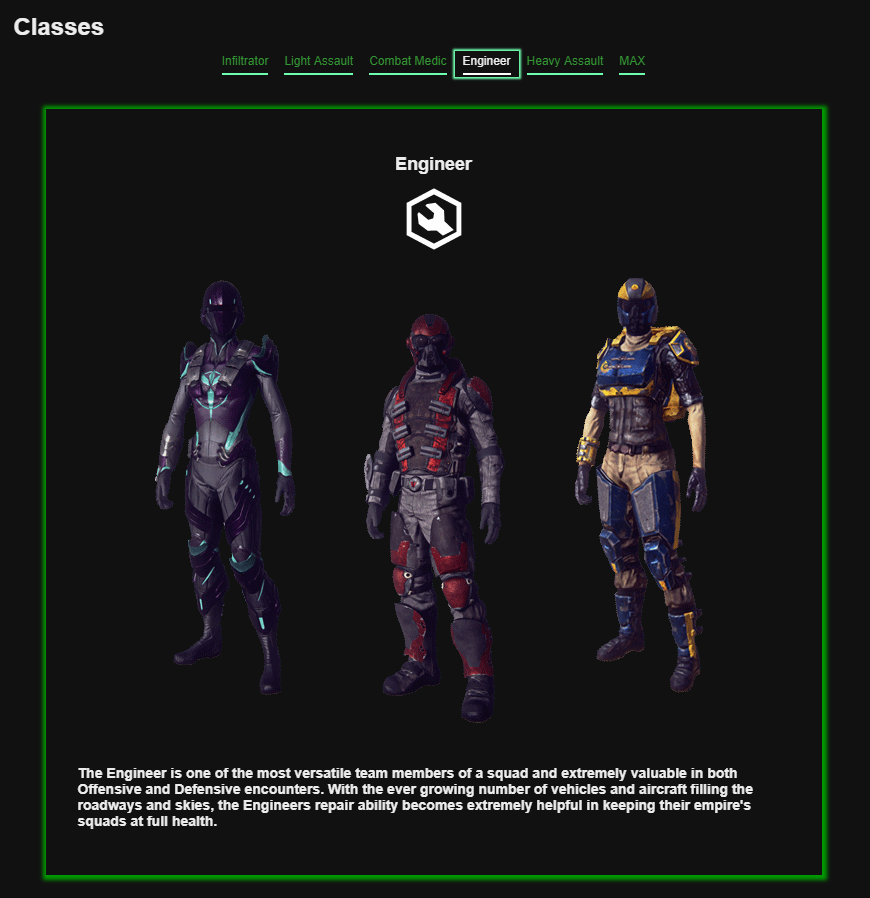 Classes
Infiltrator Light Assault Combat Medic Engineer Heavy Assault MAX
Engineer
The Engineer is one of the most versatile team members of a squad and extremely valuable in both
Offensive and Defensive encounters. With the ever growing number of vehicles and aircraft filling the
roadways and skies, the Engineers repair ability becomes extremely helpful in keeping their empire's
squads at full health.